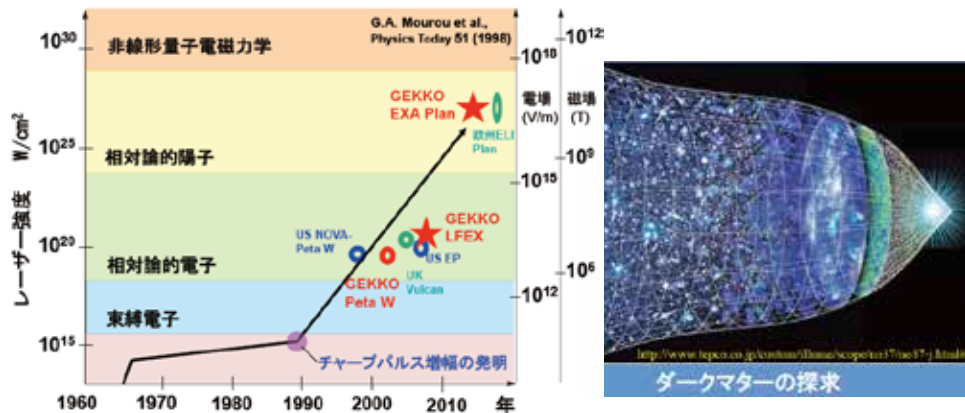 G.A. Mourou et al.,
Physics Today 51 (1998)
10^30
10^25
10^20
10^15
レーザー強度 W/cm²
非線形量子電磁力学
相対論的陽子
相対論的電子
束縛電子
GEKKO
EXA Plan
欧州ELI
Plan
GEKKO
LFEX
US NOVA-
Peta W
US EP
UK
Vulcan
GEKKO
Peta W
チャープパルス増幅の発明
電場
(V/m)
磁場
(T)
10^18
10^15
10^12
10^12
10^9
10^6
1960 1970 1980 1990 2000 2010 年
ダークマターの探求